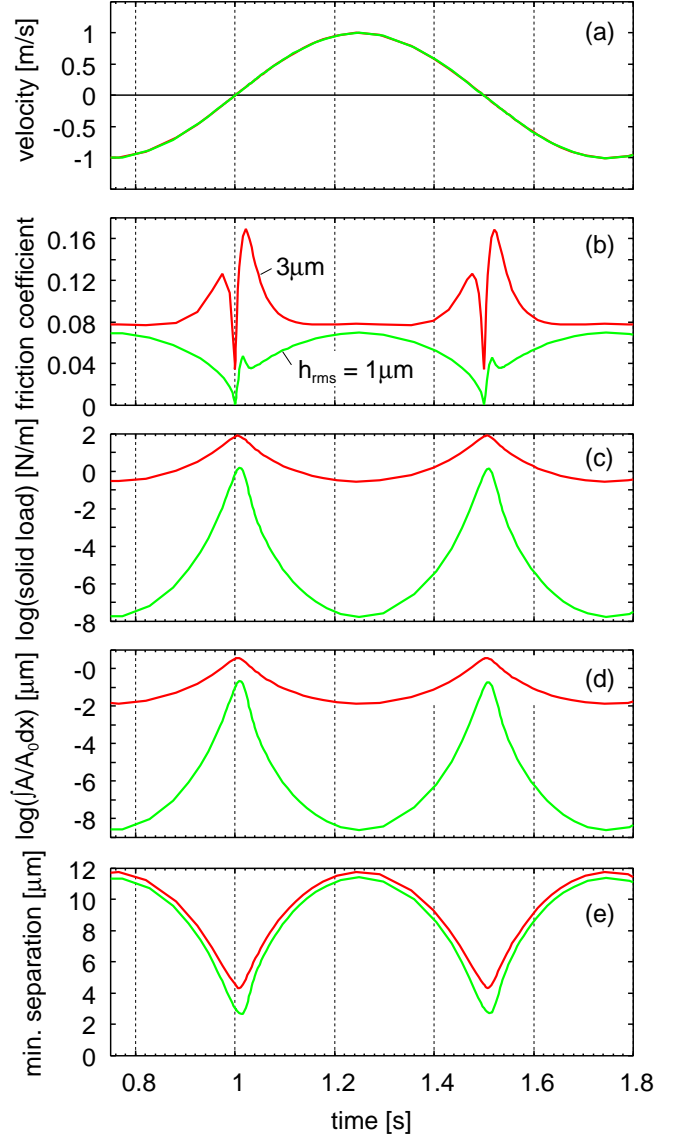 velocity [m/s]
1
0.5
0
-0.5
-1
(a)
friction coefficient
0.16
0.12
0.08
0.04
0
(b)
3μm
h_rms = 1μm
log(solid load) [N/m]
2
0
-2
-4
-6
-8
(c)
log(∫A/A₀dx) [μm]
-0
-2
-4
-6
-8
(d)
min. separation [μm]
12
10
8
6
4
2
0
(e)
0.8 1 1.2 1.4 1.6 1.8
time [s]